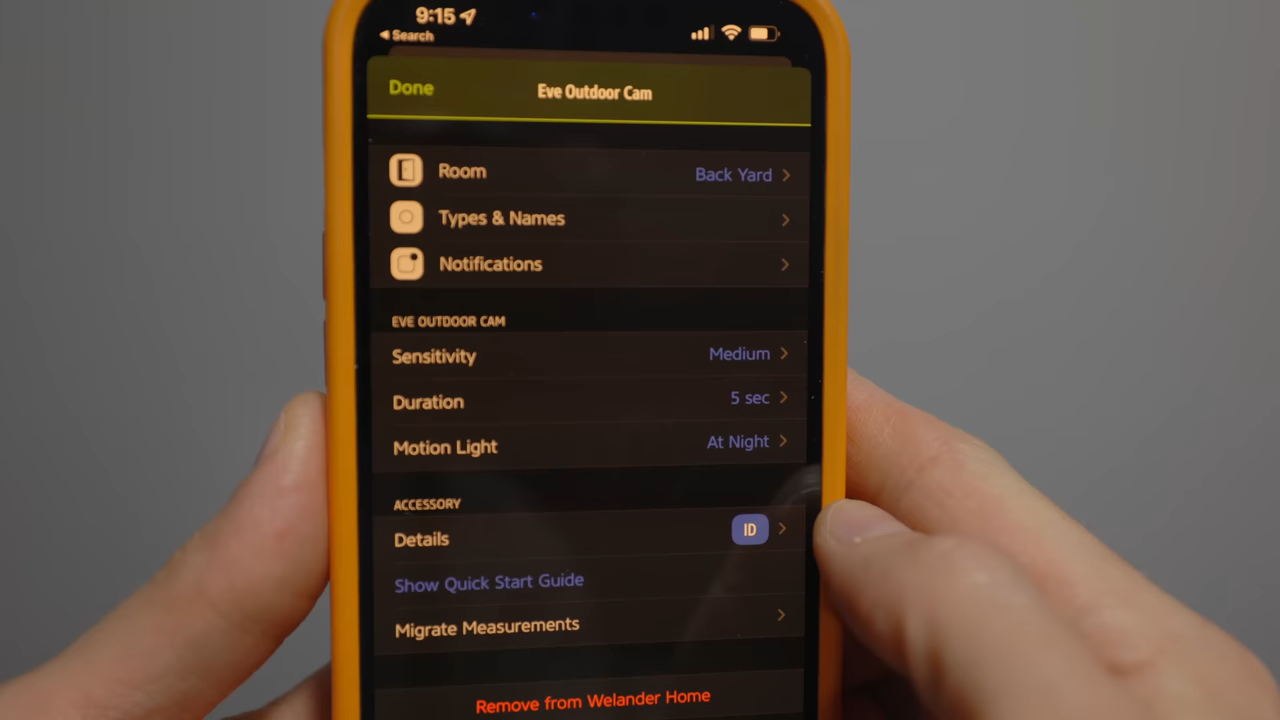 9:15
Search
Done
Eve Outdoor Cam
Room
Back Yard
Types & Names
Notifications
EVE OUTDOOR CAM
Sensitivity
Medium
Duration
5 sec
Motion Light
At Night
ACCESSORY
Details
ID
Show Quick Start Guide
Migrate Measurements
Remove from Welander Home